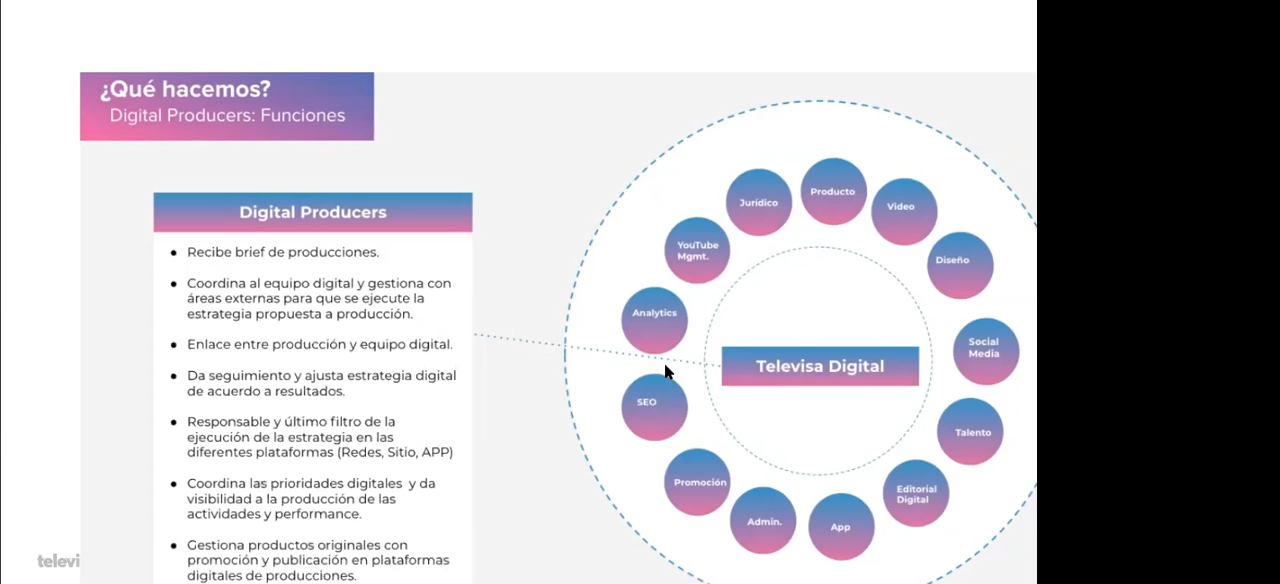 ¿Qué hacemos?
Digital Producers: Funciones
Digital Producers
● Recibe brief de producciones.
● Coordina al equipo digital y gestiona con
áreas externas para que se ejecute la
estrategia propuesta a producción.
● Enlace entre producción y equipo digital.
● Da seguimiento y ajusta estrategia digital
de acuerdo a resultados.
● Responsable y último filtro de la
ejecución de la estrategia en las
diferentes plataformas (Redes, Sitio, APP)
● Coordina las prioridades digitales y da
visibilidad a la producción de las
actividades y performance.
● Gestiona productos originales con
promoción y publicación en plataformas
digitales de producciones.
Televisa Digital
Producto
Video
Diseño
Social
Media
Talento
Editorial
Digital
App
Admin.
Promoción
SEO
Analytics
YouTube
Mgmt.
Jurídico
televi